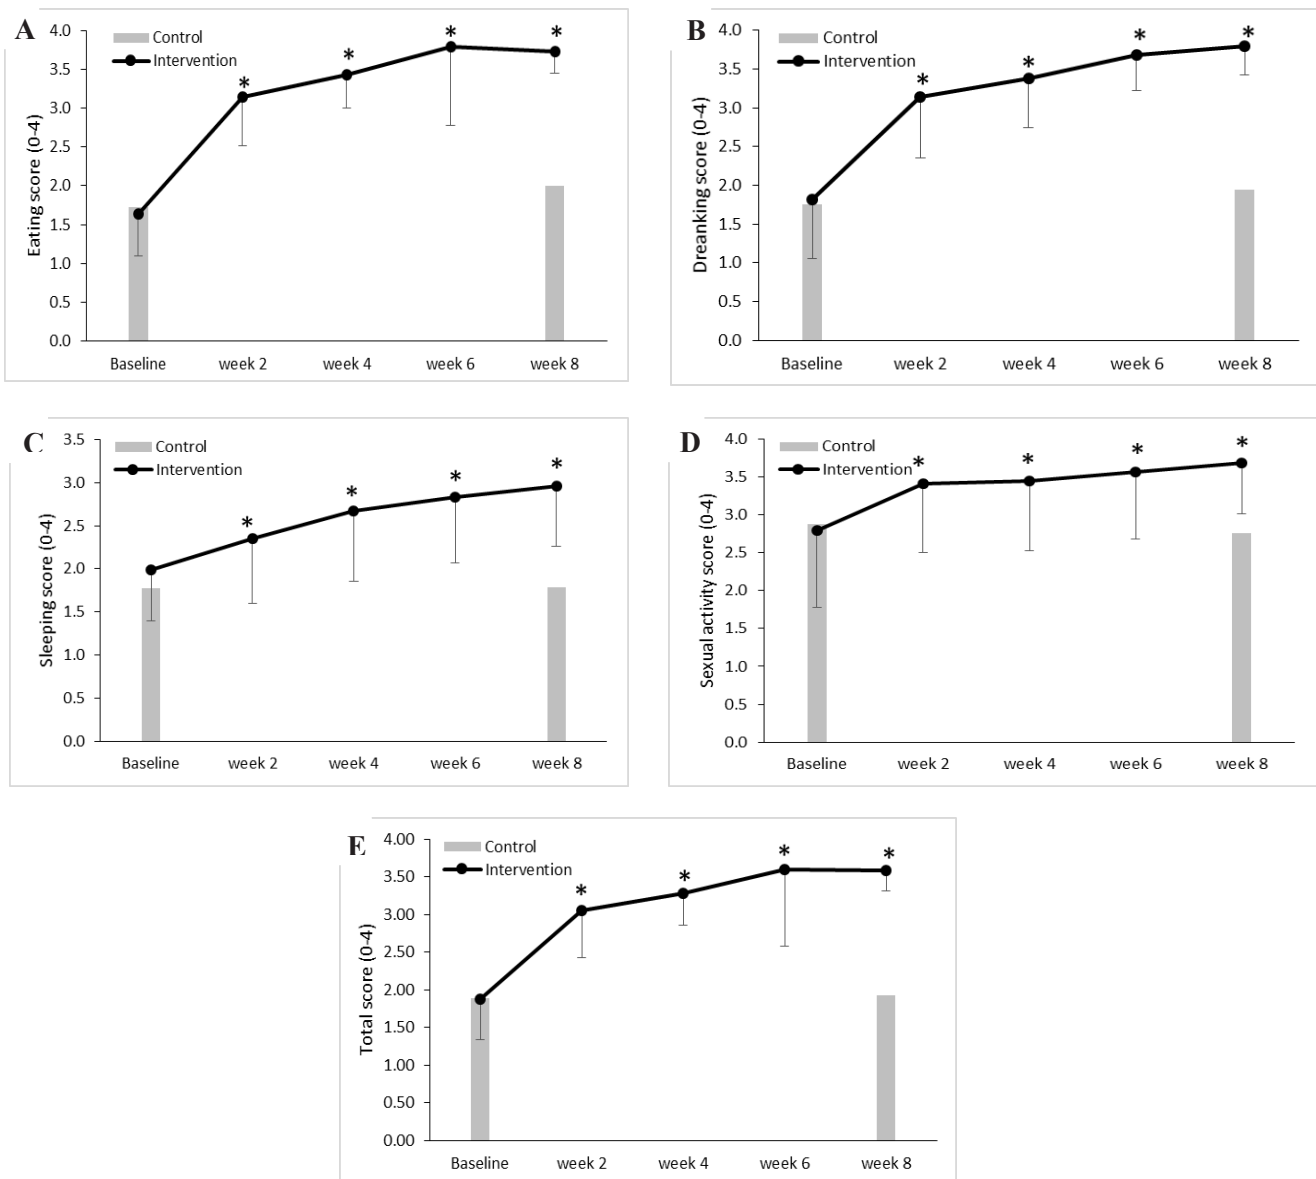 A
Control
Intervention
Eating score (0-4)
4.0
3.5
3.0
2.5
2.0
1.5
1.0
0.5
0.0
*
*
*
*
Baseline week 2 week 4 week 6 week 8
B
Control
Intervention
Dreanking score (0-4)
4.0
3.5
3.0
2.5
2.0
1.5
1.0
0.5
0.0
*
*
*
*
Baseline week 2 week 4 week 6 week 8
C
Control
Intervention
Sleeping score (0-4)
3.5
3.0
2.5
2.0
1.5
1.0
0.5
0.0
*
*
*
*
Baseline week 2 week 4 week 6 week 8
D
Control
Intervention
Sexual activity score (0-4)
4.0
3.5
3.0
2.5
2.0
1.5
1.0
0.5
0.0
*
*
*
*
Baseline week 2 week 4 week 6 week 8
E
Control
Intervention
Total score (0-4)
4.00
3.50
3.00
2.50
2.00
1.50
1.00
0.50
0.00
*
*
*
*
Baseline week 2 week 4 week 6 week 8